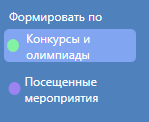 Формировать по
Конкурсы и
олимпиады
Посещенные
мероприятия